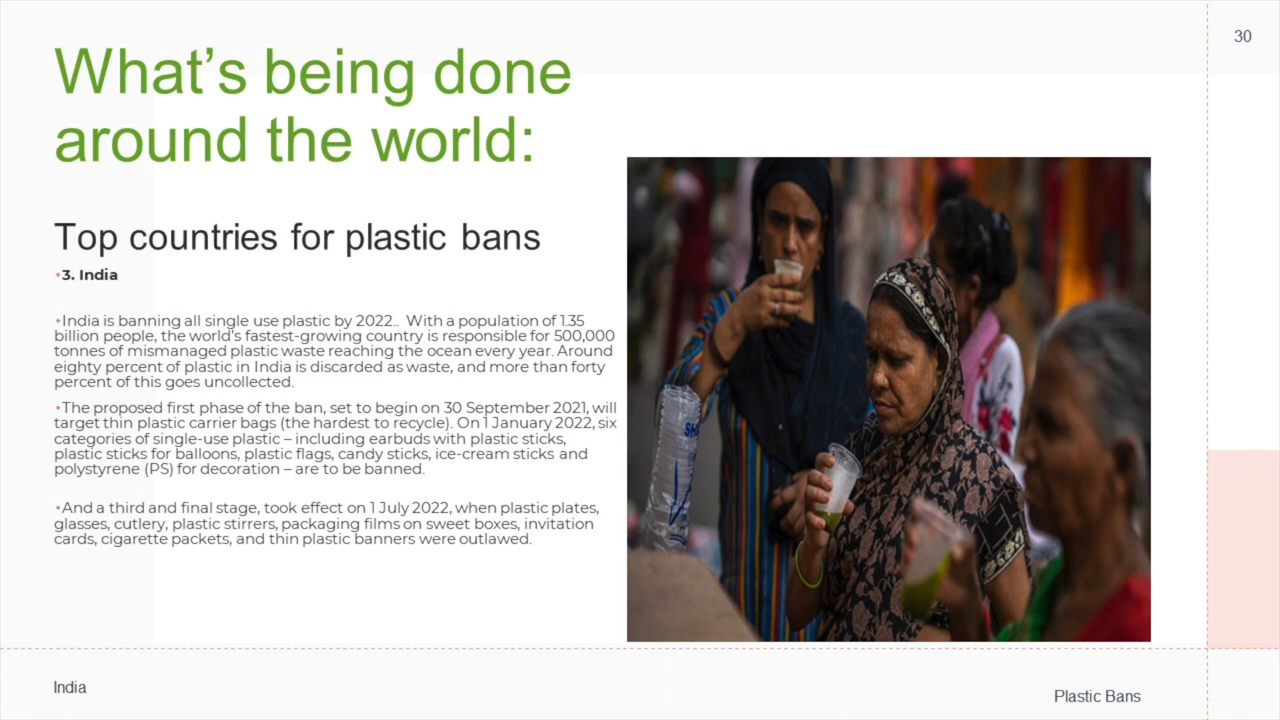 30
What’s being done
around the world:
Top countries for plastic bans
•3. India
•India is banning all single use plastic by 2022..  With a population of 1.35
billion people, the world's fastest-growing country is responsible for 500,000
tonnes of mismanaged plastic waste reaching the ocean every year. Around
eighty percent of plastic in India is discarded as waste, and more than forty
percent of this goes uncollected.
•The proposed first phase of the ban, set to begin on 30 September 2021, will
target thin plastic carrier bags (the hardest to recycle). On 1 January 2022, six
categories of single-use plastic – including earbuds with plastic sticks,
plastic sticks for balloons, plastic flags, candy sticks, ice-cream sticks and
polystyrene (PS) for decoration – are to be banned.
•And a third and final stage, took effect on 1 July 2022, when plastic plates,
glasses, cutlery, plastic stirrers, packaging films on sweet boxes, invitation
cards, cigarette packets, and thin plastic banners were outlawed.
India
Plastic Bans